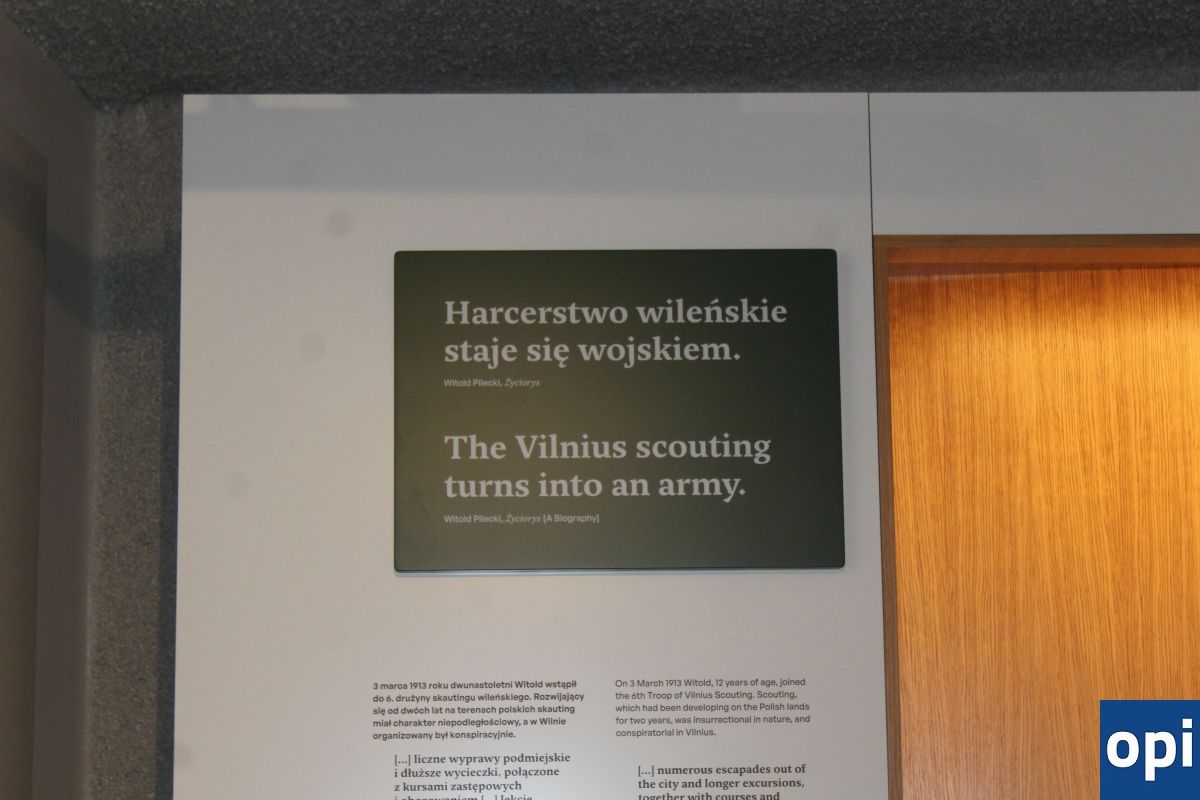 Harcerstwo wileńskie
staje się wojskiem.
Witold Pilecki, Życiorys
The Vilnius scouting
turns into an army.
Witold Pilecki, Życiorys [A Biography]
3 marca 1913 roku dwunastoletni Witold wstąpił
do 6. drużyny skautingu wileńskiego. Rozwijający
się od dwóch lat na terenach polskich skauting
miał charakter niepodległościowy, a w Wilnie
organizowany był konspiracyjnie.
[...] liczne wyprawy podmiejskie
i dłuższe wycieczki, połączone
z kursami zastępowych
On 3 March 1913 Witold, 12 years of age, joined
the 6th Troop of Vilnius Scouting. Scouting,
which had been developing on the Polish lands
for two years, was insurrectional in nature, and
conspiratorial in Vilnius.
[...] numerous escapades out of
the city and longer excursions,
together with courses and
opi